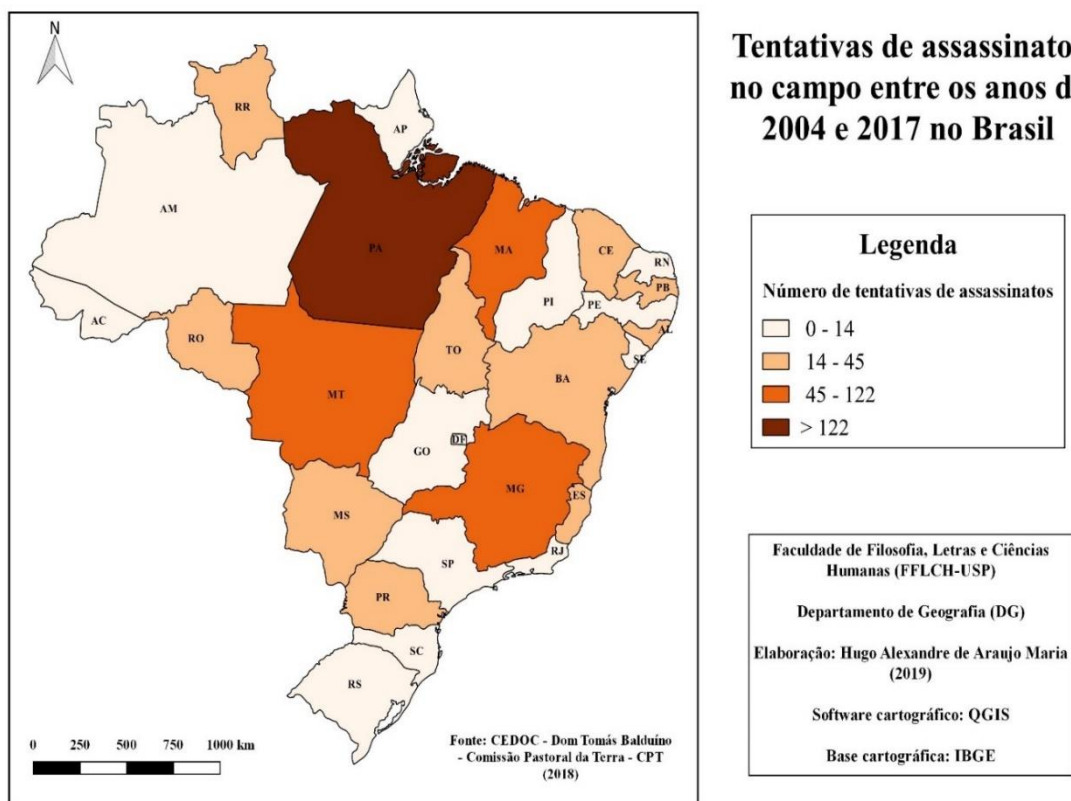 N
RR
AP
AM
PA
MA
CE
RN
PB
PI
PE
AL
SE
AC
RO
TO
BA
MT
GO
DF
MG
ES
MS
RJ
SP
PR
SC
RS
0 250 500 750 1000 km
Fonte: CEDOC - Dom Tomás Balduíno
- Comissão Pastoral da Terra - CPT
(2018)
Tentativas de assassinato
no campo entre os anos d
2004 e 2017 no Brasil
Legenda
Número de tentativas de assassinatos
0 - 14
14 - 45
45 - 122
> 122
Faculdade de Filosofia, Letras e Ciências
Humanas (FFLCH-USP)
Departamento de Geografia (DG)
Elaboração: Hugo Alexandre de Araujo Maria
(2019)
Software cartográfico: QGIS
Base cartográfica: IBGE